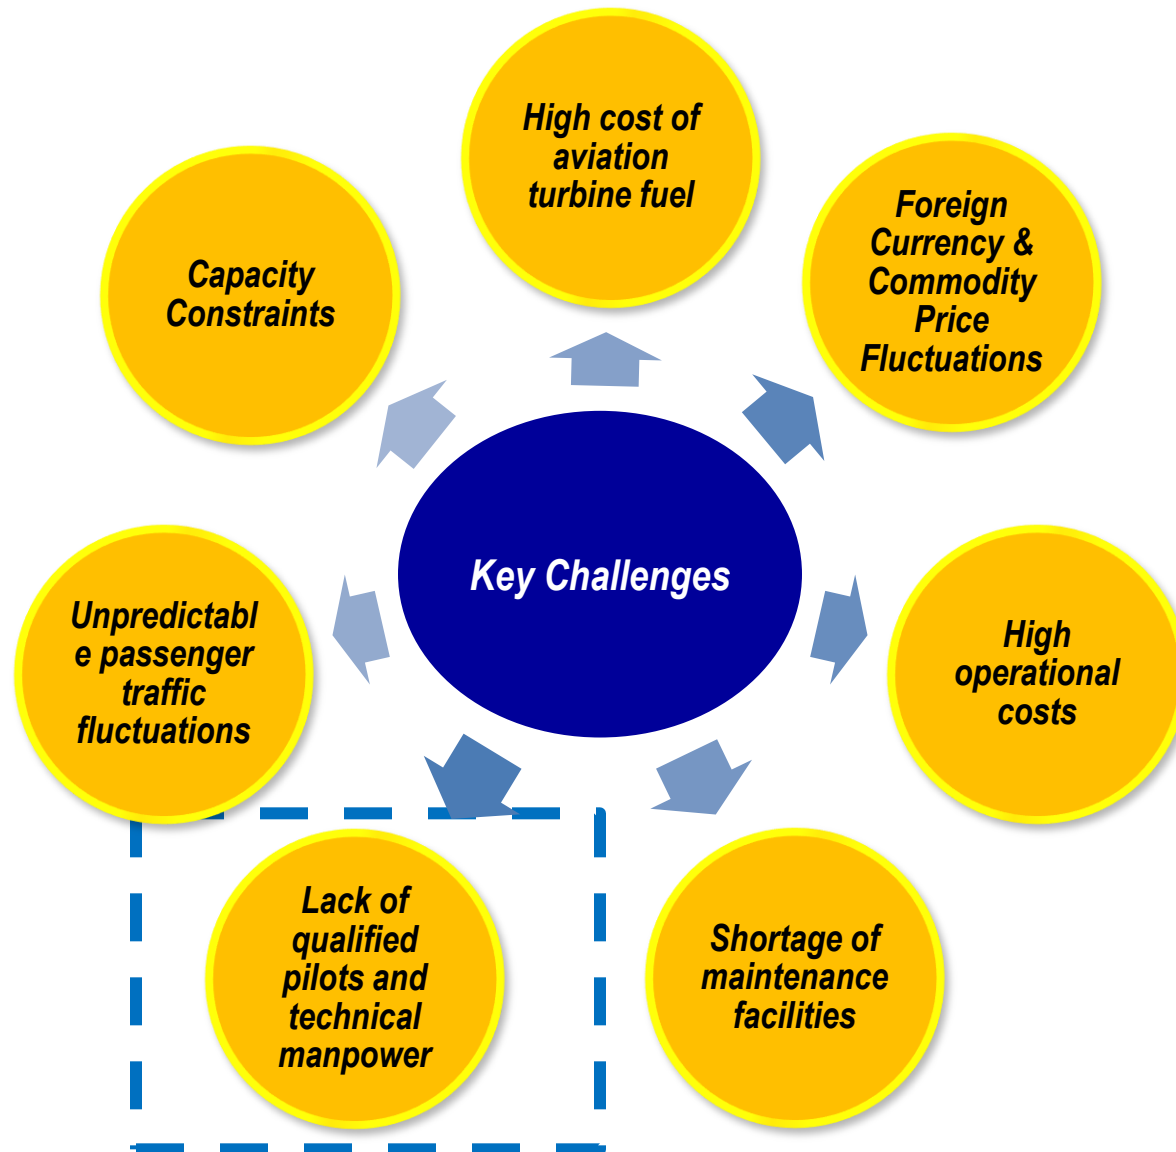 High cost of
aviation
turbine fuel
Foreign
Currency &
Commodity
Price
Fluctuations
Capacity
Constraints
Key Challenges
Unpredictabl
e passenger
traffic
fluctuations
High
operational
costs
Lack of
qualified
pilots and
technical
manpower
Shortage of
maintenance
facilities